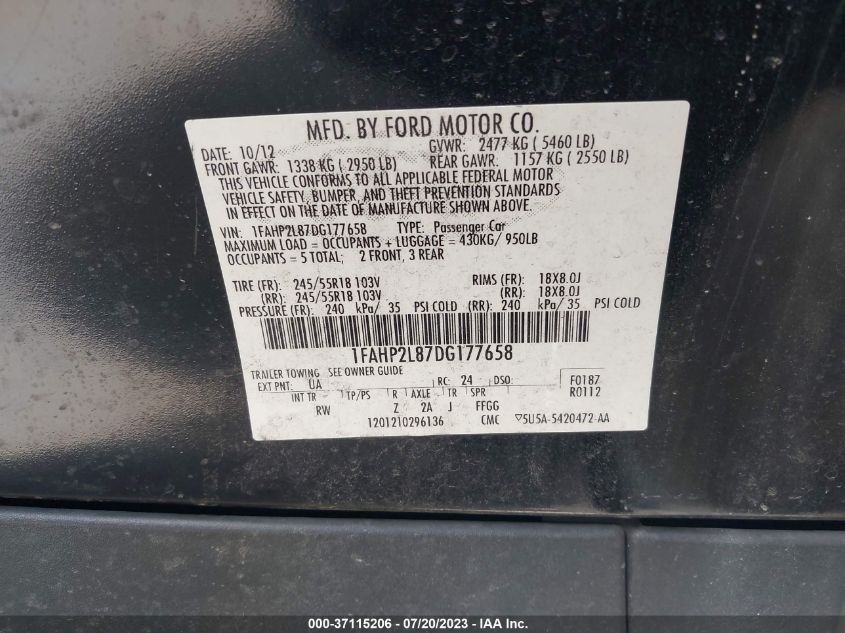 MFD. BY FORD MOTOR CO.
DATE: 10/12 GVWR: 2477 KG ( 5460 LB)
FRONT GAWR: 1338 KG ( 2950 LB) REAR GAWR: 1157 KG ( 2550 LB)
THIS VEHICLE CONFORMS TO ALL APPLICABLE FEDERAL MOTOR
VEHICLE SAFETY, BUMPER, AND THEFT PREVENTION STANDARDS
IN EFFECT ON THE DATE OF MANUFACTURE SHOWN ABOVE.
VIN: 1FAHP2L87DG177658 TYPE: Passenger Car
MAXIMUM LOAD = OCCUPANTS + LUGGAGE = 430KG/ 950LB
OCCUPANTS = 5 TOTAL; 2 FRONT, 3 REAR
TIRE (FR): 245/55R18 103V RIMS (FR): 18X8.0J
(RR): 245/55R18 103V (RR): 18X8.0J
PRESSURE (FR): 240 kPa/ 35 PSI COLD (RR): 240 kPa/ 35 PSI COLD
1FAHP2L87DG177658
TRAILER TOWING SEE OWNER GUIDE
EXT PNT: UA RC: 24 DSO: F0187
INT TR TP/PS R AXLE TR SPR R0112
RW Z 2A J FFGG
1201210296136 CMC ▽5U5A-5420472-AA
000-37115206 - 07/20/2023 - IAA Inc.